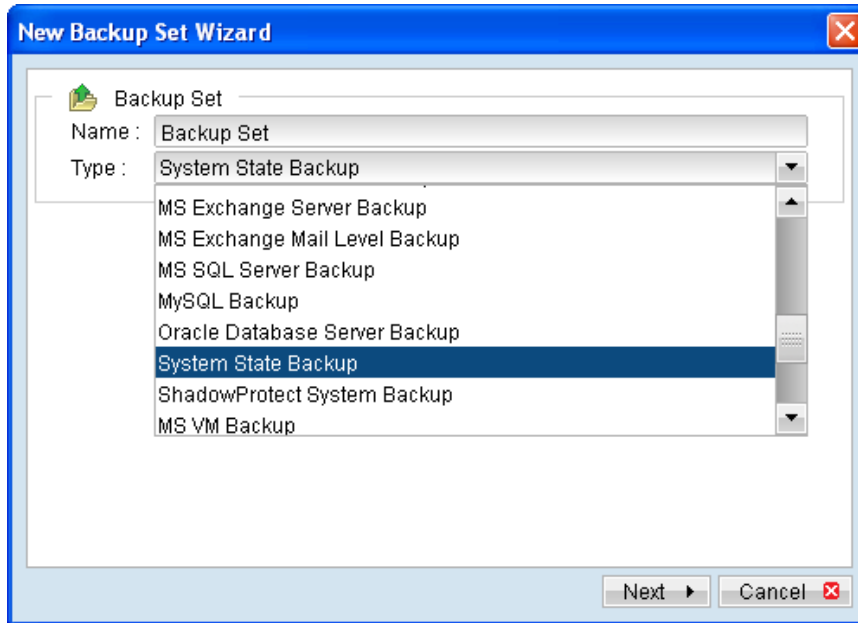 New Backup Set Wizard
Backup Set
Name : Backup Set
Type : System State Backup
MS Exchange Server Backup
MS Exchange Mail Level Backup
MS SQL Server Backup
MySQL Backup
Oracle Database Server Backup
System State Backup
ShadowProtect System Backup
MS VM Backup
Next Cancel